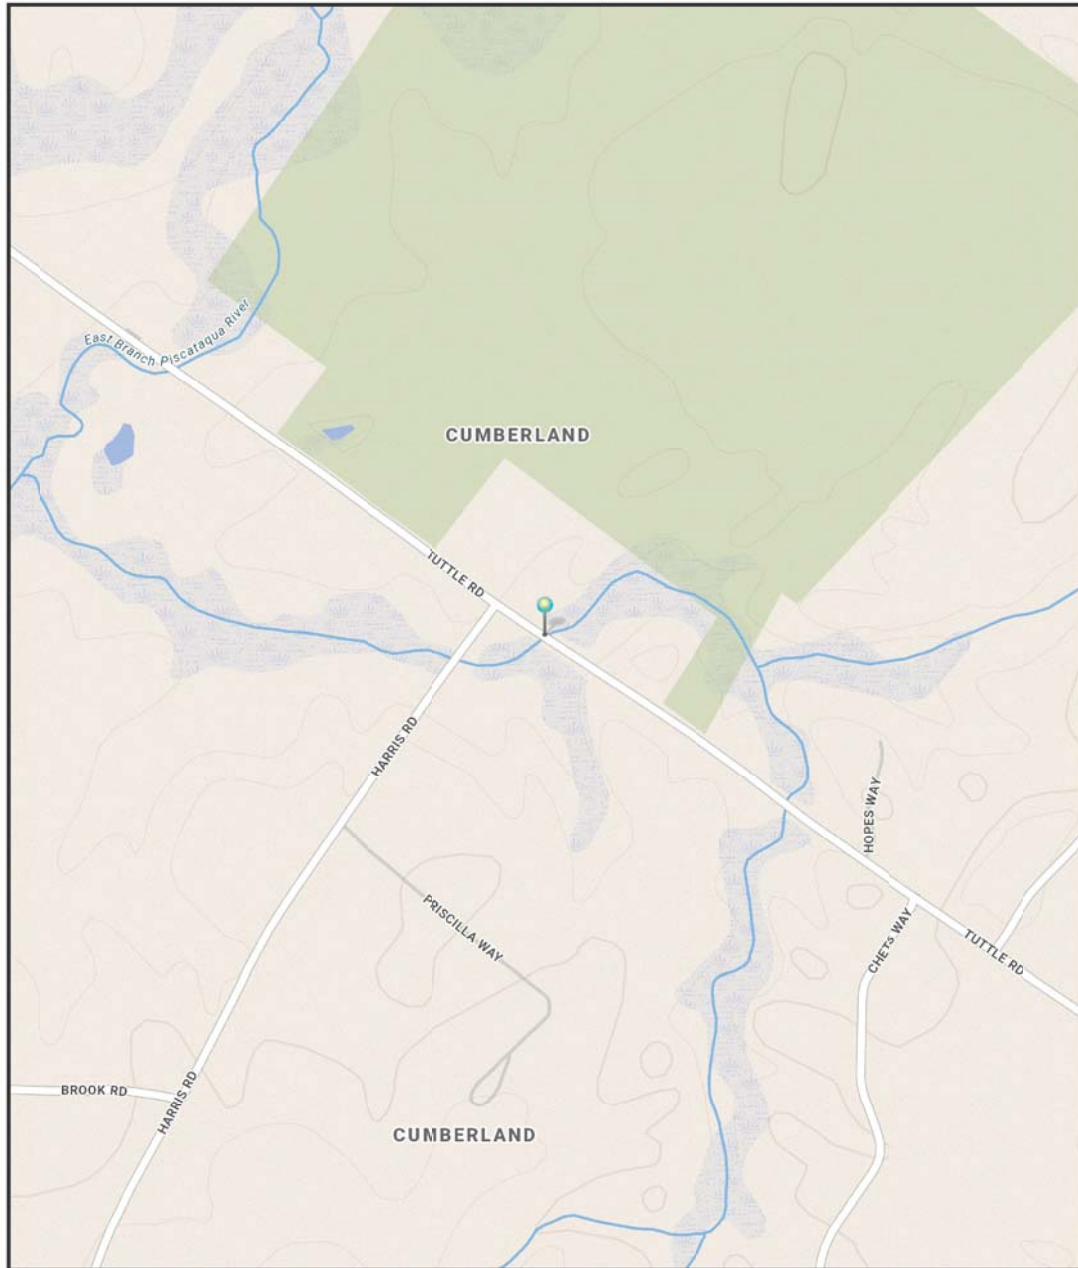 East Branch Piscataqua River
CUMBERLAND
TUTTLE RD
HARRIS RD
HOPES WAY
PRISCILLA WAY
CHETS WAY
TUTTLE RD
BROOK RD
HARRIS RD
CUMBERLAND